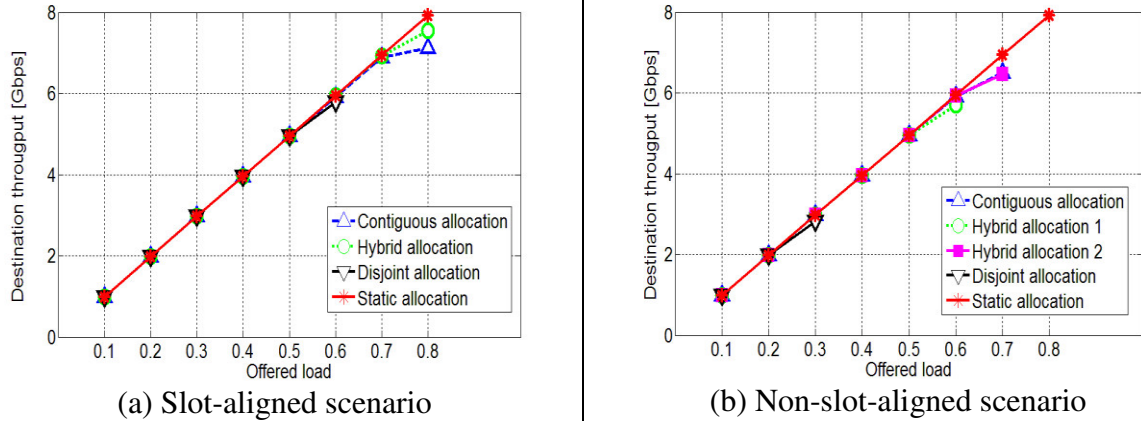 Destination througput [Gbps]
8
6
4
2
0
Contiguous allocation
Hybrid allocation
Disjoint allocation
Static allocation
0.1 0.2 0.3 0.4 0.5 0.6 0.7 0.8
Offered load
(a) Slot-aligned scenario
Destination througput [Gbps]
8
6
4
2
0
Contiguous allocation
Hybrid allocation 1
Hybrid allocation 2
Disjoint allocation
Static allocation
0.1 0.2 0.3 0.4 0.5 0.6 0.7 0.8
Offered load
(b) Non-slot-aligned scenario